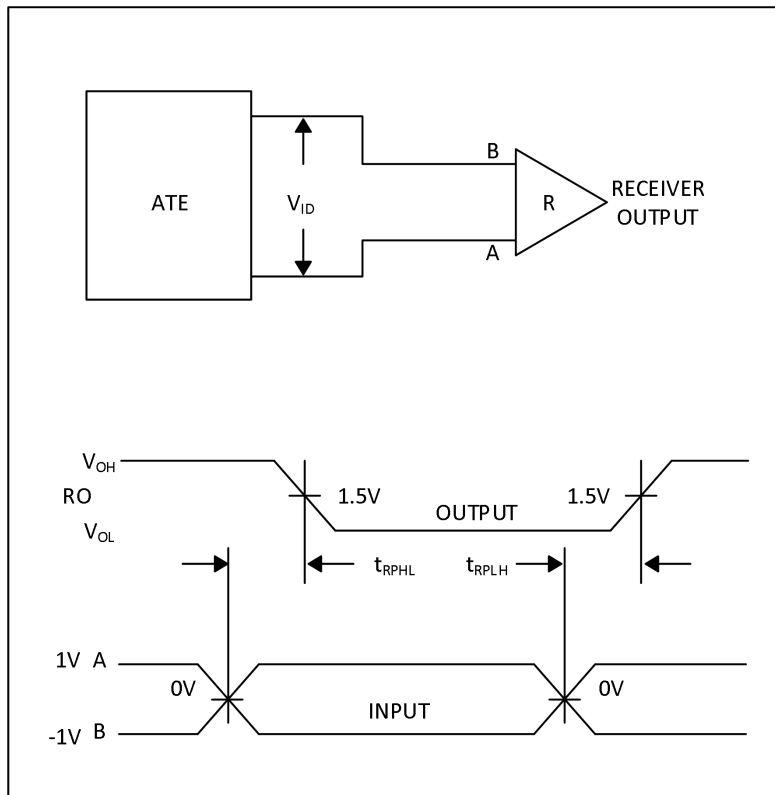 B
ATE
V_ID
R
RECEIVER
OUTPUT
A
V_OH
RO
1.5V
1.5V
OUTPUT
V_OL
t_RPHL
t_RPLH
1V A
0V
0V
INPUT
-1V B